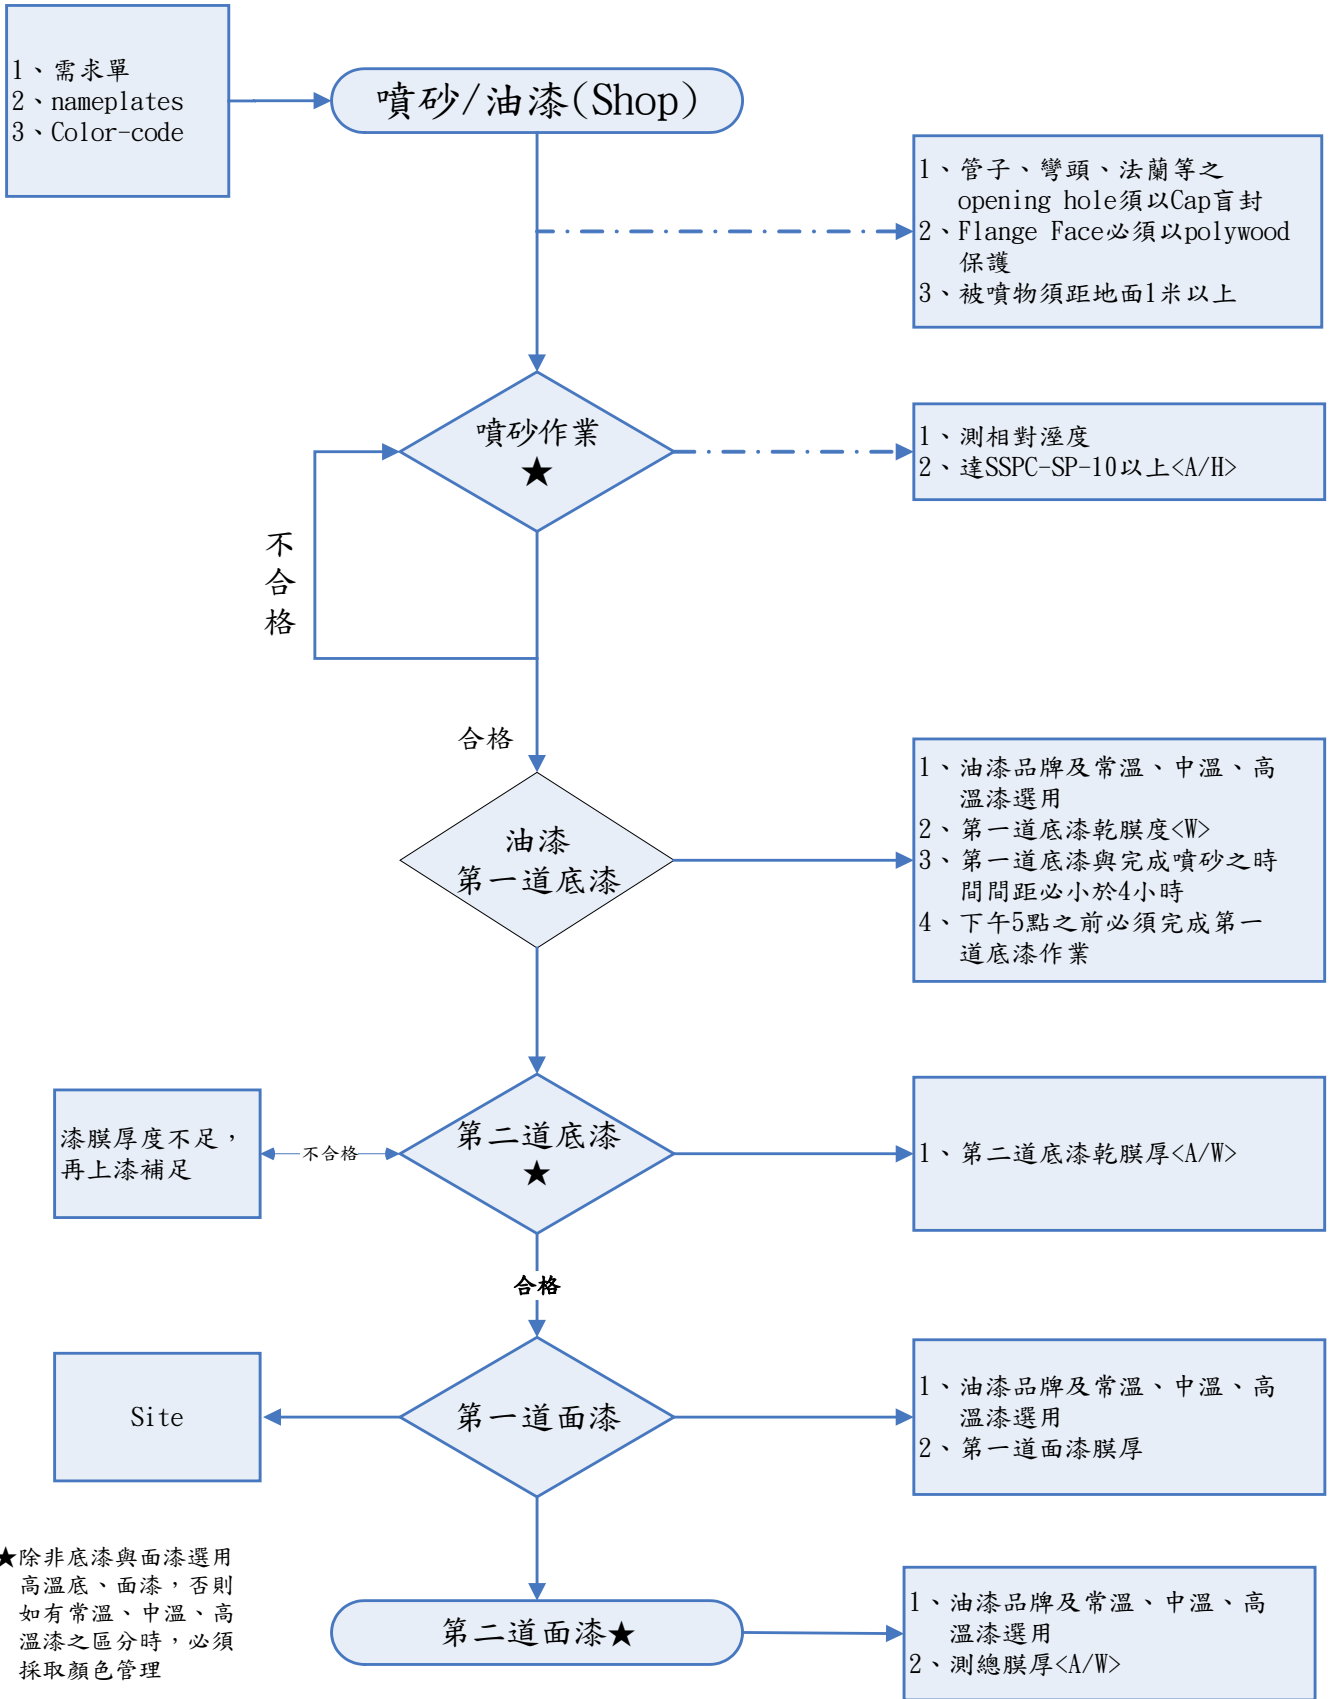 1、需求單
2、nameplates
3、Color-code
噴砂/油漆(Shop)
1、管子、彎頭、法蘭等之
opening hole須以Cap盲封
2、Flange Face必須以polywood
保護
3、被噴物須距地面1米以上
噴砂作業
★
1、測相對溼度
2、達SSPC-SP-10以上<A/H>
不
合
格
合格
油漆
第一道底漆
1、油漆品牌及常溫、中溫、高
溫漆選用
2、第一道底漆乾膜度<W>
3、第一道底漆與完成噴砂之時
間間距必小於4小時
4、下午5點之前必須完成第一
道底漆作業
漆膜厚度不足，
再上漆補足
不合格
第二道底漆
★
1、第二道底漆乾膜厚<A/W>
合格
Site
第一道面漆
1、油漆品牌及常溫、中溫、高
溫漆選用
2、第一道面漆膜厚
★除非底漆與面漆選用
高溫底、面漆，否則
如有常溫、中溫、高
溫漆之區分時，必須
採取顏色管理
第二道面漆★
1、油漆品牌及常溫、中溫、高
溫漆選用
2、測總膜厚<A/W>